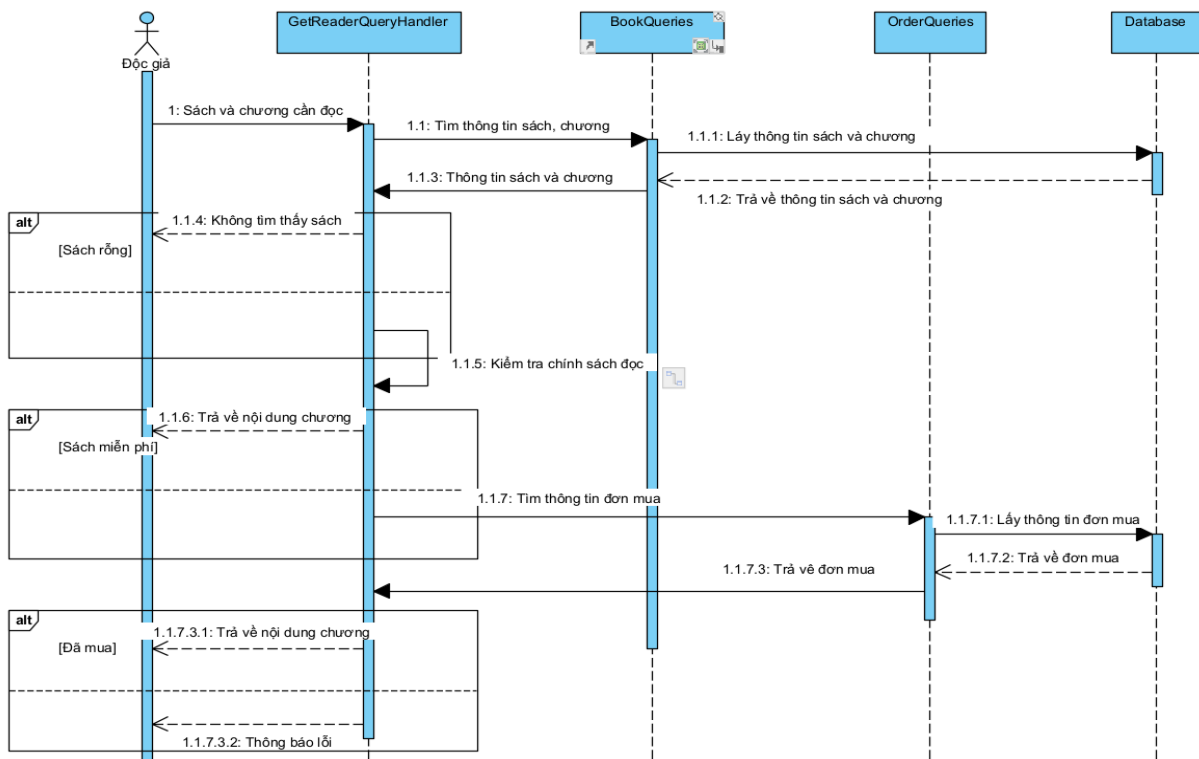 GetReaderQueryHandler
BookQueries
OrderQueries
Database
Độc giả
1: Sách và chương cần đọc
1.1: Tìm thông tin sách, chương
1.1.1: Láy thông tin sách và chương
1.1.3: Thông tin sách và chương
1.1.2: Trả về thông tin sách và chương
alt
1.1.4: Không tìm thấy sách
[Sách rỗng]
1.1.5: Kiểm tra chính sách đọc
alt
1.1.6: Trả về nội dung chương
[Sách miễn phí]
1.1.7: Tìm thông tin đơn mua
1.1.7.1: Lấy thông tin đơn mua
1.1.7.2: Trả về đơn mua
1.1.7.3: Trả vê đơn mua
alt
1.1.7.3.1: Trả về nội dung chương
[Đã mua]
1.1.7.3.2: Thông báo lỗi